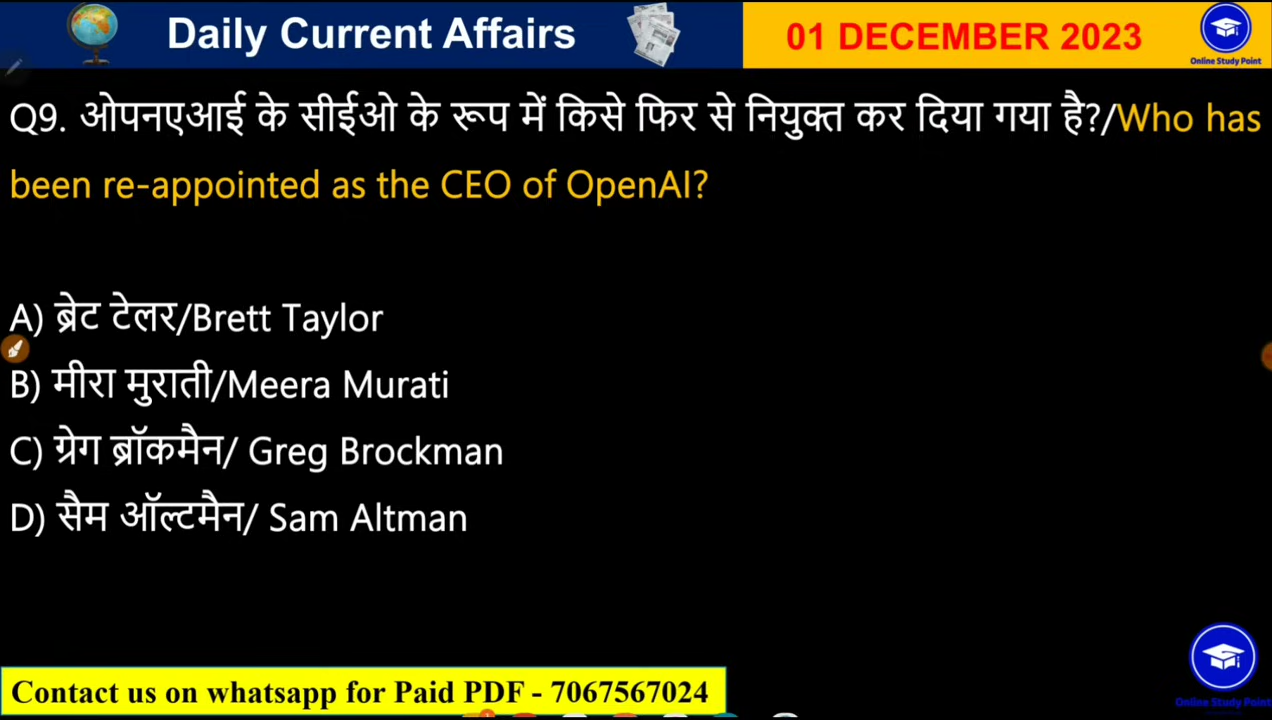 Daily Current Affairs
01 DECEMBER 2023
Online Study Point
Q9. ओपनएआई के सीईओ के रूप में किसे फिर से नियुक्त कर दिया गया है?/Who has
been re-appointed as the CEO of OpenAI?
A) ब्रेट टेलर/Brett Taylor
B) मीरा मुराती/Meera Murati
C) ग्रेग ब्रॉकमैन/ Greg Brockman
D) सैम ऑल्टमैन/ Sam Altman
Contact us on whatsapp for Paid PDF - 7067567024
Online Study Point